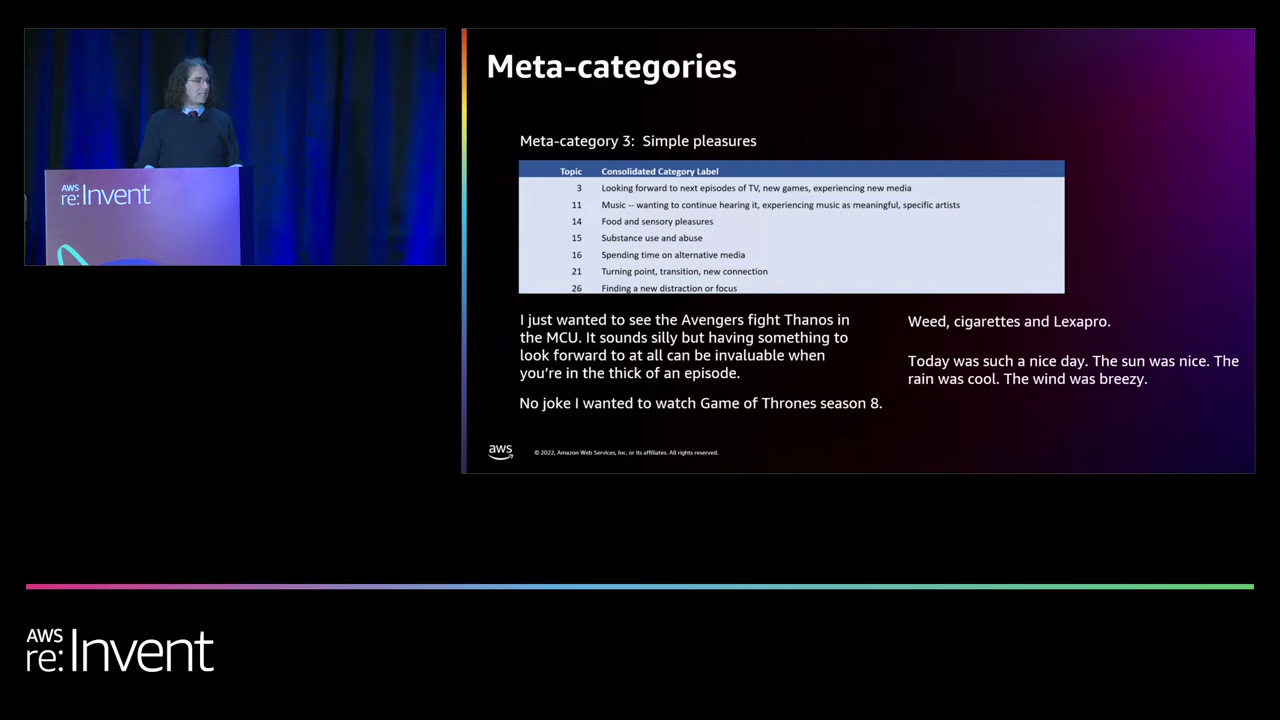 AWS
re:Invent
Meta-categories
Meta-category 3: Simple pleasures
Topic Consolidated Category Label
3 Looking forward to next episodes of TV, new games, experiencing new media
11 Music -- wanting to continue hearing it, experiencing music as meaningful, specific artists
14 Food and sensory pleasures
15 Substance use and abuse
16 Spending time on alternative media
21 Turning point, transition, new connection
26 Finding a new distraction or focus
I just wanted to see the Avengers fight Thanos in
the MCU. It sounds silly but having something to
look forward to at all can be invaluable when
you're in the thick of an episode.
No joke I wanted to watch Game of Thrones season 8.
Weed, cigarettes and Lexapro.
Today was such a nice day. The sun was nice. The
rain was cool. The wind was breezy.
aws
© 2022, Amazon Web Services, Inc. or its affiliates. All rights reserved.
AWS
re:Invent